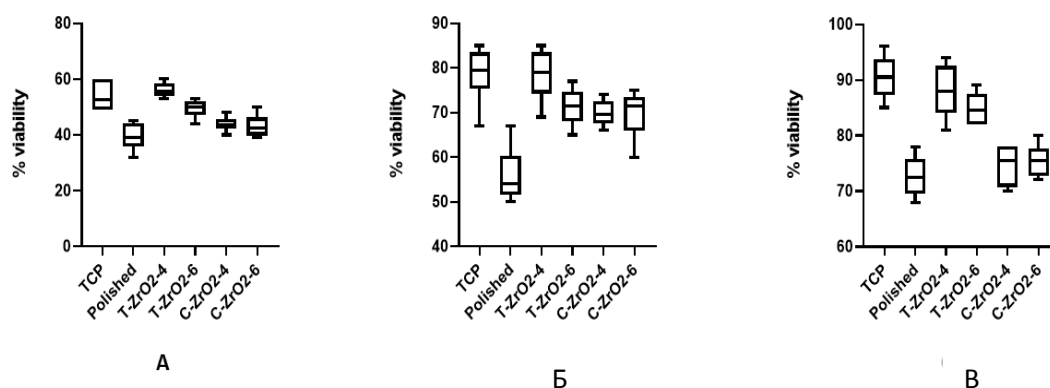 % viability
80
60
40
20
0
TCP
Polished
T-ZrO2-4
T-ZrO2-6
C-ZrO2-4
C-ZrO2-6
А
% viability
90
80
70
60
50
40
TCP
Polished
T-ZrO2-4
T-ZrO2-6
C-ZrO2-4
C-ZrO2-6
Б
% viability
100
90
80
70
60
TCP
Polished
T-ZrO2-4
T-ZrO2-6
C-ZrO2-4
C-ZrO2-6
В